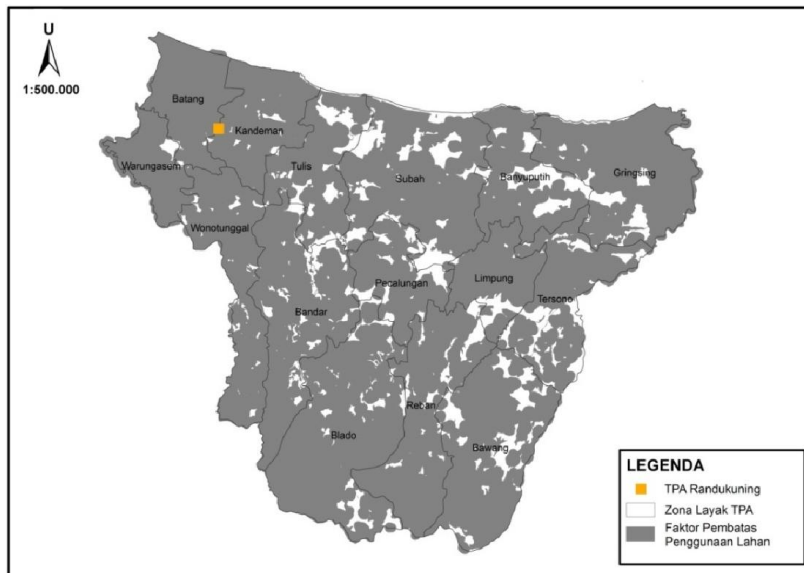 U
1:500.000
Batang
Kandeman
Warungasem
Tulis
Subah
Banyuputih
Gringsing
Wonotunggal
Pecalungan
Limpung
Tersono
Bandar
Reban
Blado
Bawang
LEGENDA
TPA Randukuning
Zona Layak TPA
Faktor Pembatas
Penggunaan Lahan